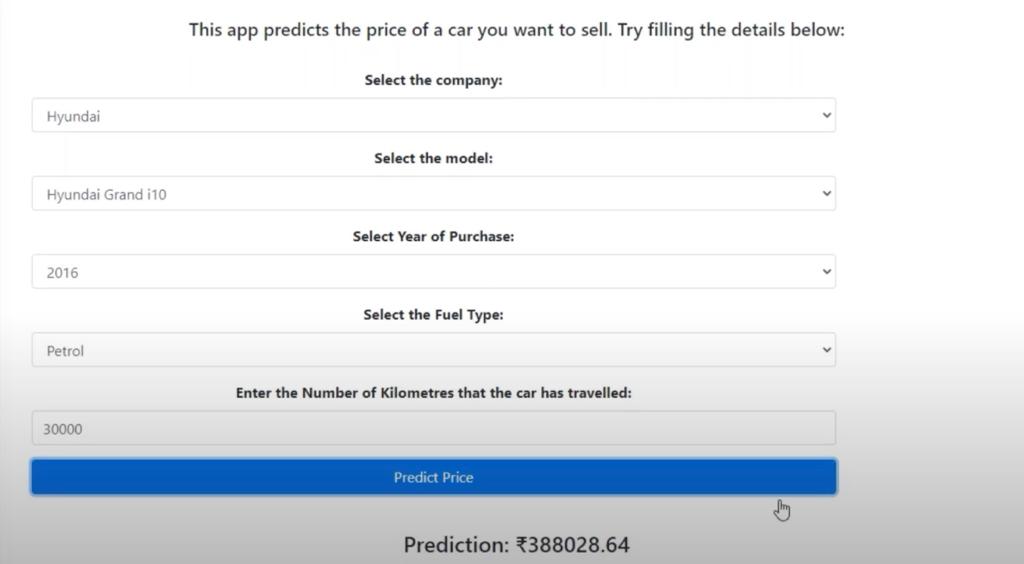 This app predicts the price of a car you want to sell. Try filling the details below:
Select the company:
Hyundai
Select the model:
Hyundai Grand i10
Select Year of Purchase:
2016
Select the Fuel Type:
Petrol
Enter the Number of Kilometres that the car has travelled:
30000
Predict Price
Prediction: ₹388028.64